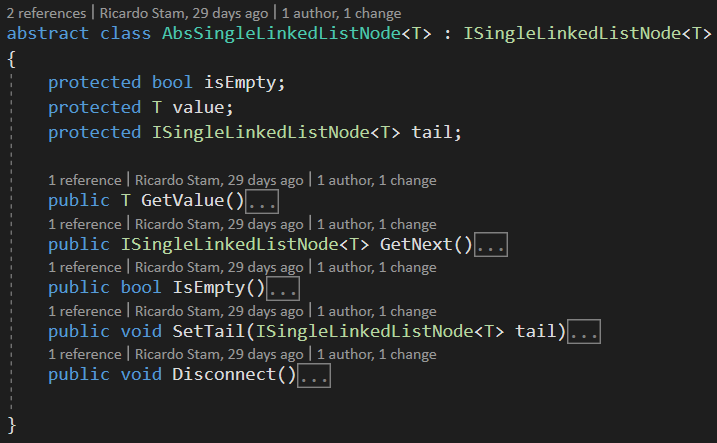 2 references | Ricardo Stam, 29 days ago | 1 author, 1 change
abstract class AbsSingleLinkedListNode<T> : ISingleLinkedListNode<T>
{
protected bool isEmpty;
protected T value;
protected ISingleLinkedListNode<T> tail;
1 reference | Ricardo Stam, 29 days ago | 1 author, 1 change
public T GetValue()...
1 reference | Ricardo Stam, 29 days ago | 1 author, 1 change
public ISingleLinkedListNode<T> GetNext()...
1 reference | Ricardo Stam, 29 days ago | 1 author, 1 change
public bool IsEmpty()...
1 reference | Ricardo Stam, 29 days ago | 1 author, 1 change
public void SetTail(ISingleLinkedListNode<T> tail)...
1 reference | Ricardo Stam, 29 days ago | 1 author, 1 change
public void Disconnect()...
}